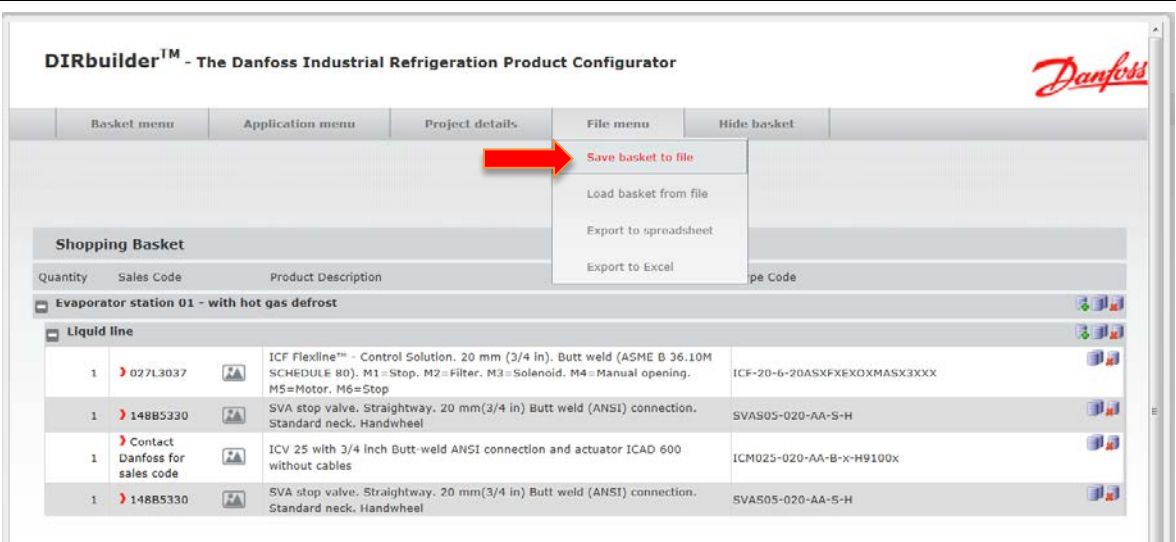 DIRbuilder™ - The Danfoss Industrial Refrigeration Product Configurator
Danfoss
Basket menu Application menu Project details File menu Hide basket
Save basket to file
Load basket from file
Export to spreadsheet
Export to Excel
Shopping Basket
Quantity Sales Code Product Description pe Code
Evaporator station 01 - with hot gas defrost
Liquid line
ICF Flexline™ - Control Solution. 20 mm (3/4 in). Butt weld (ASME B 36.10M
1 027L3037 SCHEDULE 80). M1=Stop. M2=Filter. M3=Solenoid. M4=Manual opening. ICF-20-6-20ASXFXEXOXMASX3XXX
M5=Motor. M6=Stop
SVA stop valve. Straightway. 20 mm(3/4 in) Butt weld (ANSI) connection.
1 148B5330 SVAS05-020-AA-S-H
Standard neck. Handwheel
Contact
1 Danfoss for ICV 25 with 3/4 inch Butt-weld ANSI connection and actuator ICAD 600 ICM025-020-AA-B-x-H9100x
sales code without cables
SVA stop valve. Straightway. 20 mm(3/4 in) Butt weld (ANSI) connection.
1 148B5330 SVAS05-020-AA-S-H
Standard neck. Handwheel